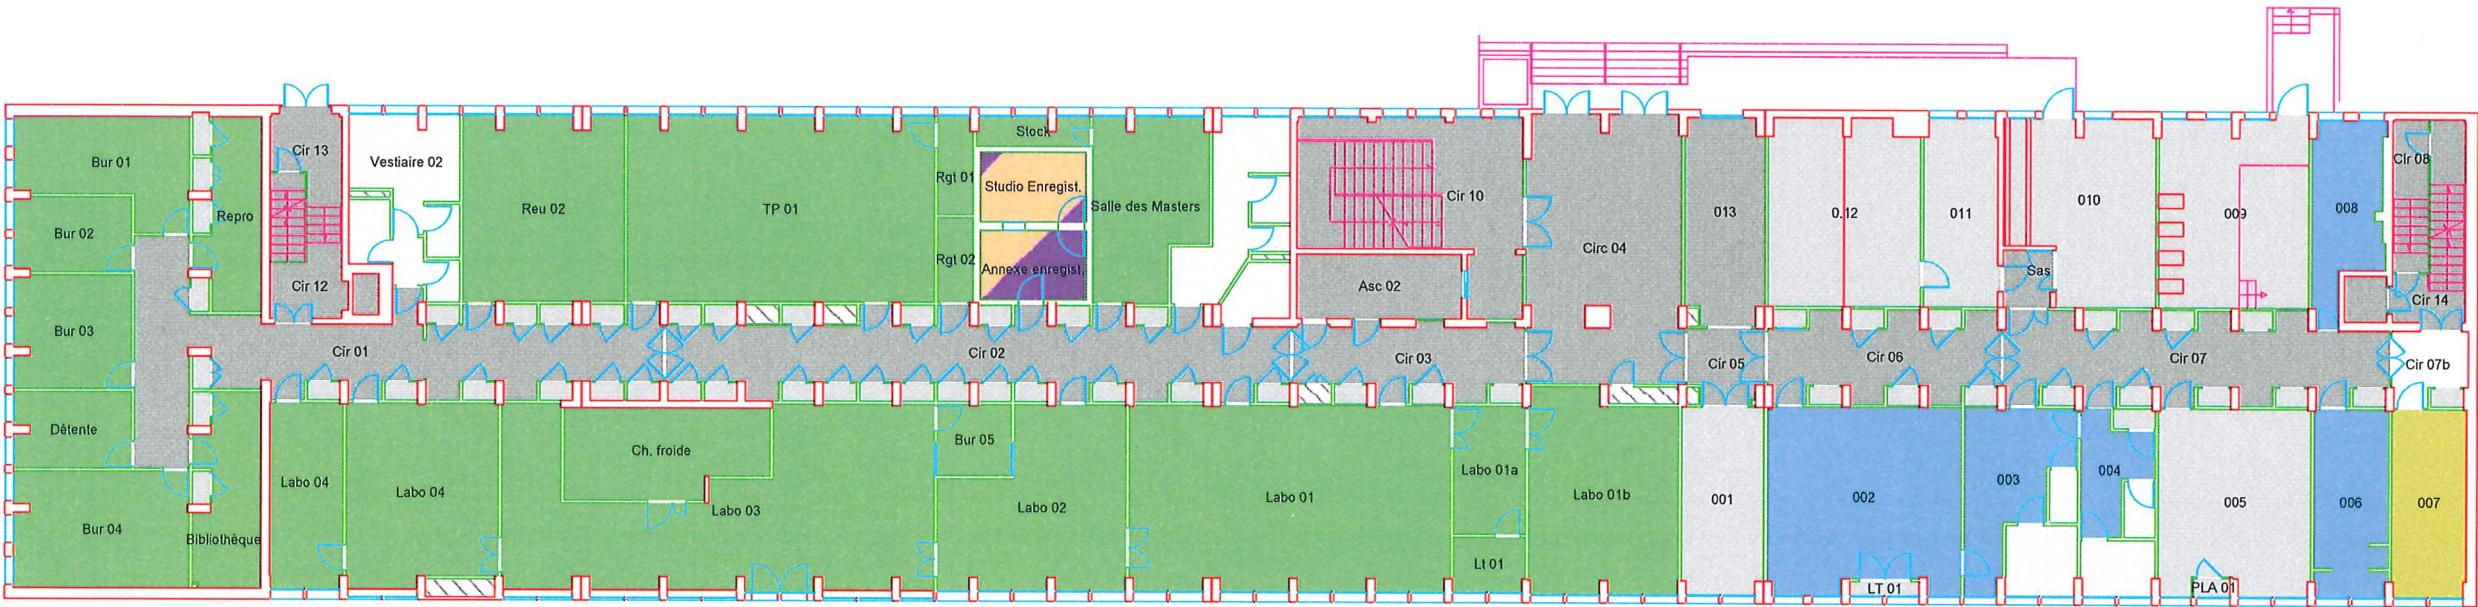 Bur 01
Cir 13
Vestiaire 02
Stock
Cir 08
Rgt 01
Studio Enregist.
Bur 02
Repro
Reu 02
TP 01
Salle des Masters
Cir 10
013
0.12
011
010
009
008
Circ 04
Rgt 02
Annexe enregist.
Sas
Cir 12
Asc 02
Cir 14
Bur 03
Cir 01
Cir 02
Cir 03
Cir 05
Cir 06
Cir 07
Cir 07b
Détente
Bur 05
Ch. froide
Labo 04
Labo 04
Labo 03
Labo 02
Labo 01
Labo 01a
Labo 01b
001
002
003
004
005
006
007
Bur 04
Bibliothèque
Lt 01
LT 01
PLA 01